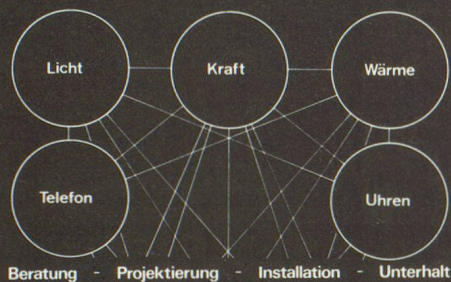 Licht Kraft Wärme
Telefon Uhren
Beratung - Projektierung - Installation - Unterhalt